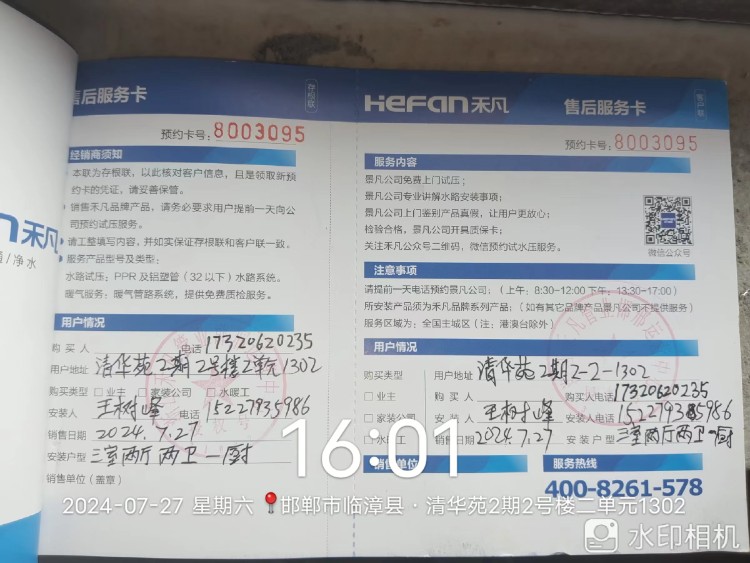 售后服务卡
存根联
预约卡号:8003095
经销商须知
本联为存根联,以此核对客户信息,且是领取新预
约卡的凭证,请妥善保管。
销售禾凡品牌产品,请务必要求用户提前一天向公
司预约试压服务。
请工整填写内容,并如实保证存根联和客户联一致。
服务产品型号及类型:
水路试压:PPR 及铝塑管(32 以下)水路系统。
暖气服务:暖气管路系统,提供免费质检服务。
用户情况
购 买 人 电话 17320620235
用户地址 清华苑2期2号楼2单元1302
购买类型 业主 家装公司 水暖工
安装人 王树峰 电话 15227935986
销售日期 2024.7.27
安装户型 三室两厅两卫一厨
销售单位(盖章)
禾凡
净水
HeFan禾凡 售后服务卡
预约卡号:8003095
服务内容
景凡公司免费上门试压;
景凡公司专业讲解水路安装事项;
景凡公司上门鉴别产品真假,让用户更放心;
检验合格,景凡公司开具质保卡;
关注禾凡公众号二维码,微信预约试水压服务。
微信公众号
注意事项
请提前一天电话预约景凡公司;(上午:8:30-12:00 下午:13:30-17:00)
所安装产品须为禾凡品牌系列产品;(如有其它品牌产品景凡公司不提供服务)
服务区域为:全国主城区(注:港澳台除外)
用户情况
购买类型 用户地址 清华苑2期2-2-1302
业主 购 买 人 购买人电话 17320620235
家装公司 安 装 人 王树峰 安装人电话 15227935986
水暖工 销售日期 2024.7.27 安装户型 三室两厅两卫一厨
销售单位 服务热线
400-8261-578
16:01
2024-07-27 星期六 邯郸市临漳县·清华苑2期2号楼二单元1302
水印相机